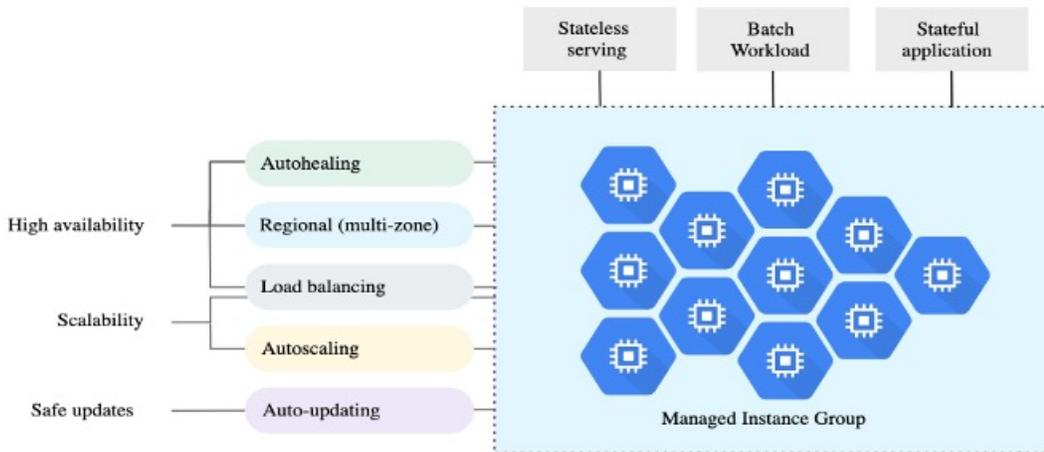 Stateless
serving
Batch
Workload
Stateful
application
High availability
Autohealing
Regional (multi-zone)
Load balancing
Scalability
Autoscaling
Safe updates
Auto-updating
Managed Instance Group